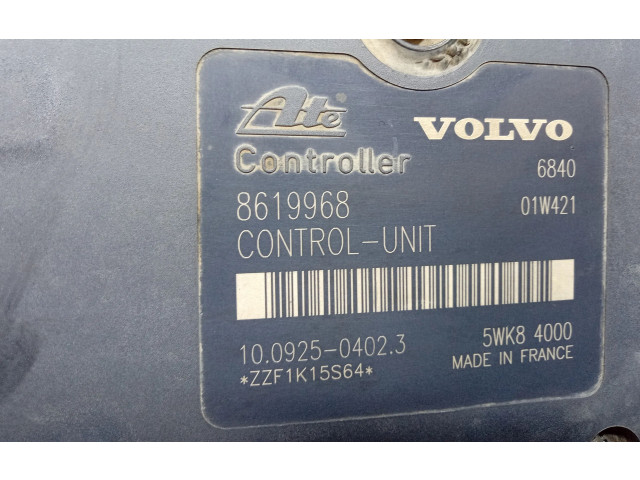 Ate® VOLVO
Controller 6840
8619968 01W421
CONTROL-UNIT
10.0925-0402.3 5WK8 4000
*ZZF1K15S64* MADE IN FRANCE